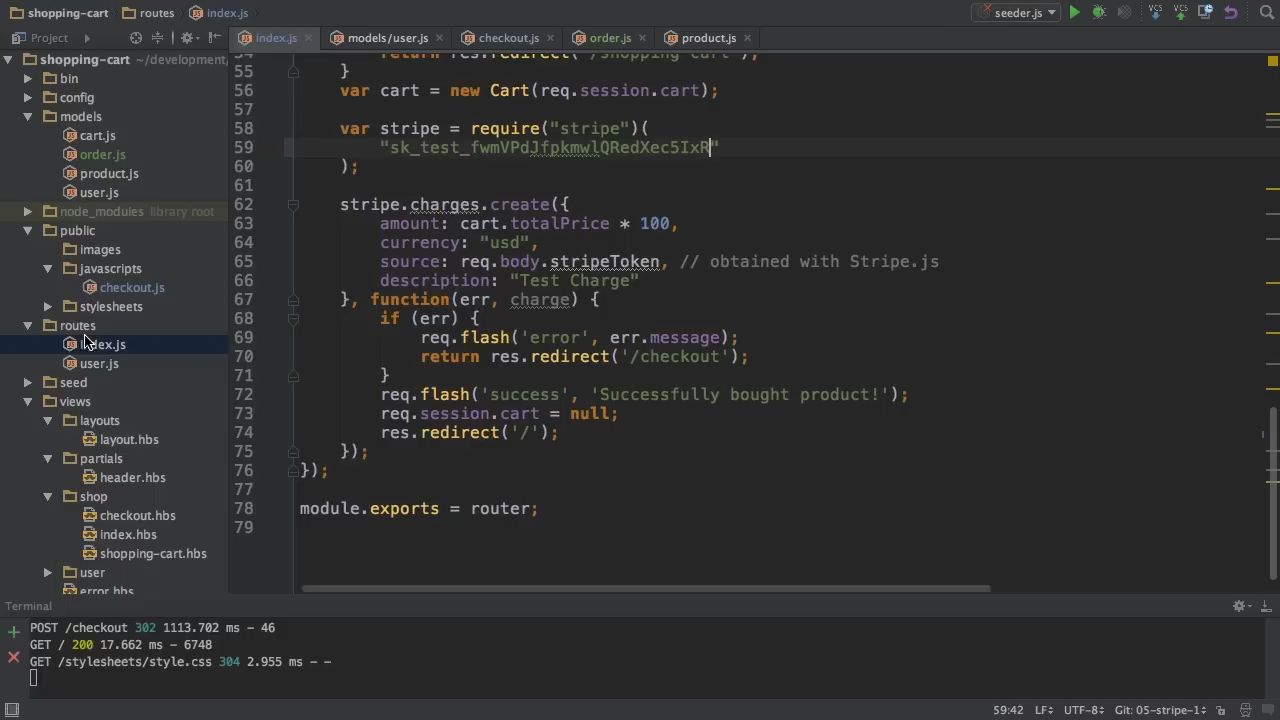 shopping-cart routes index.js seeder.js VCS VCS
Project index.js models/user.js checkout.js order.js product.js
shopping-cart ~/development/
bin
config
models
cart.js
order.js
product.js
user.js
node_modules library root
public
images
javascripts
checkout.js
stylesheets
routes
index.js
user.js
seed
views
layouts
layout.hbs
partials
header.hbs
shop
checkout.hbs
index.hbs
shopping-cart.hbs
user
error.hbs
54 return res.redirect('/shopping-cart');
55 }
56 var cart = new Cart(req.session.cart);
57
58 var stripe = require("stripe")(
59 "sk_test_fwmVPdJfpkmwlQRedXec5IxR"
60 );
61
62 stripe.charges.create({
63 amount: cart.totalPrice * 100,
64 currency: "usd",
65 source: req.body.stripeToken, // obtained with Stripe.js
66 description: "Test Charge"
67 }, function(err, charge) {
68 if (err) {
69 req.flash('error', err.message);
70 return res.redirect('/checkout');
71 }
72 req.flash('success', 'Successfully bought product!');
73 req.session.cart = null;
74 res.redirect('/');
75 });
76 });
77
78 module.exports = router;
79
Terminal
POST /checkout 302 1113.702 ms - 46
GET / 200 17.662 ms - 6748
GET /stylesheets/style.css 304 2.955 ms - -
59:42 LF UTF-8 Git: 05-stripe-1